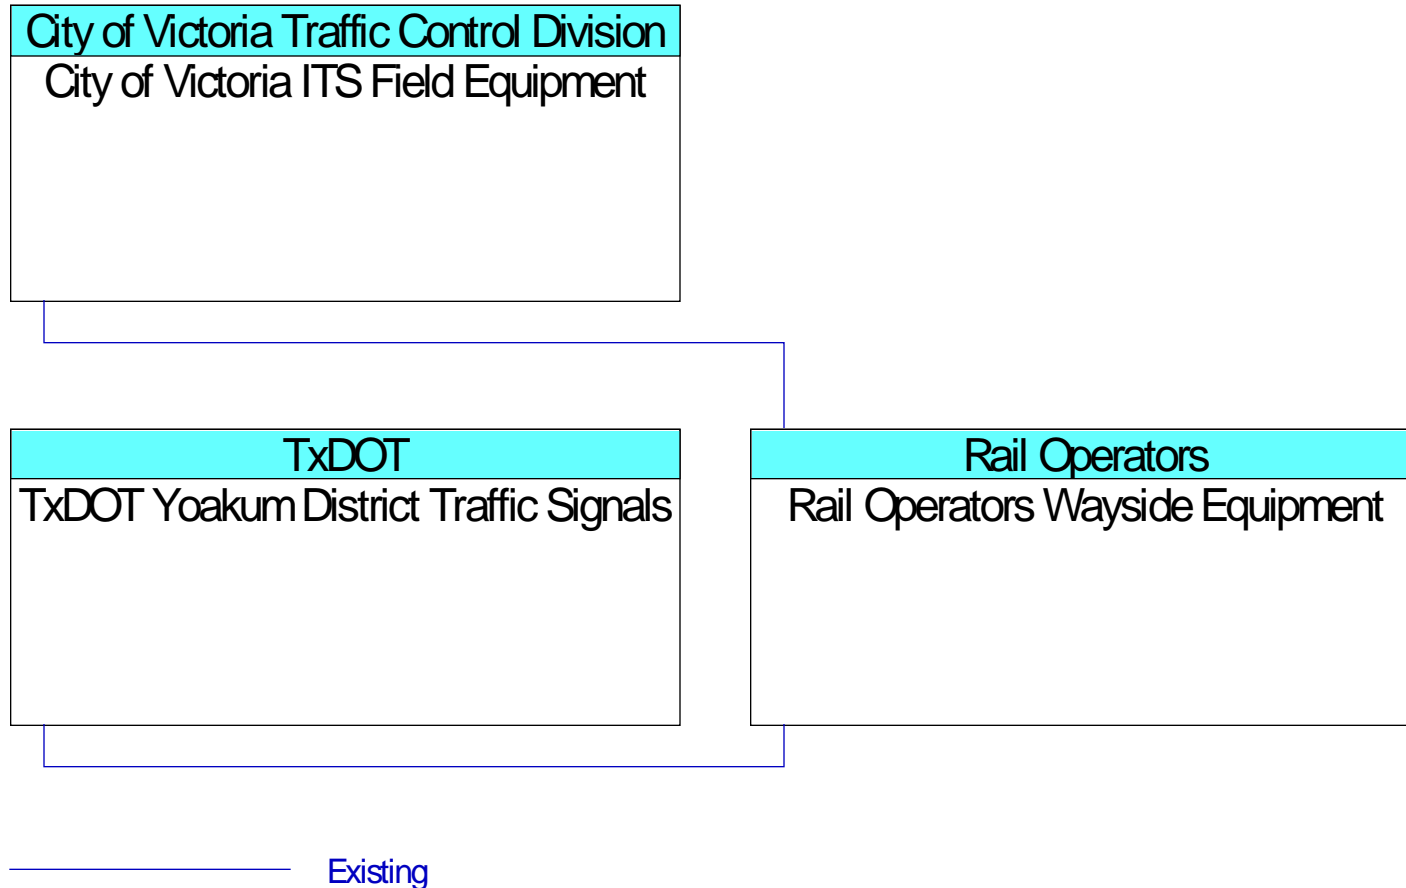 City of Victoria Traffic Control Division
City of Victoria ITS Field Equipment
TxDOT
TxDOT Yoakum District Traffic Signals
Rail Operators
Rail Operators Wayside Equipment
Existing